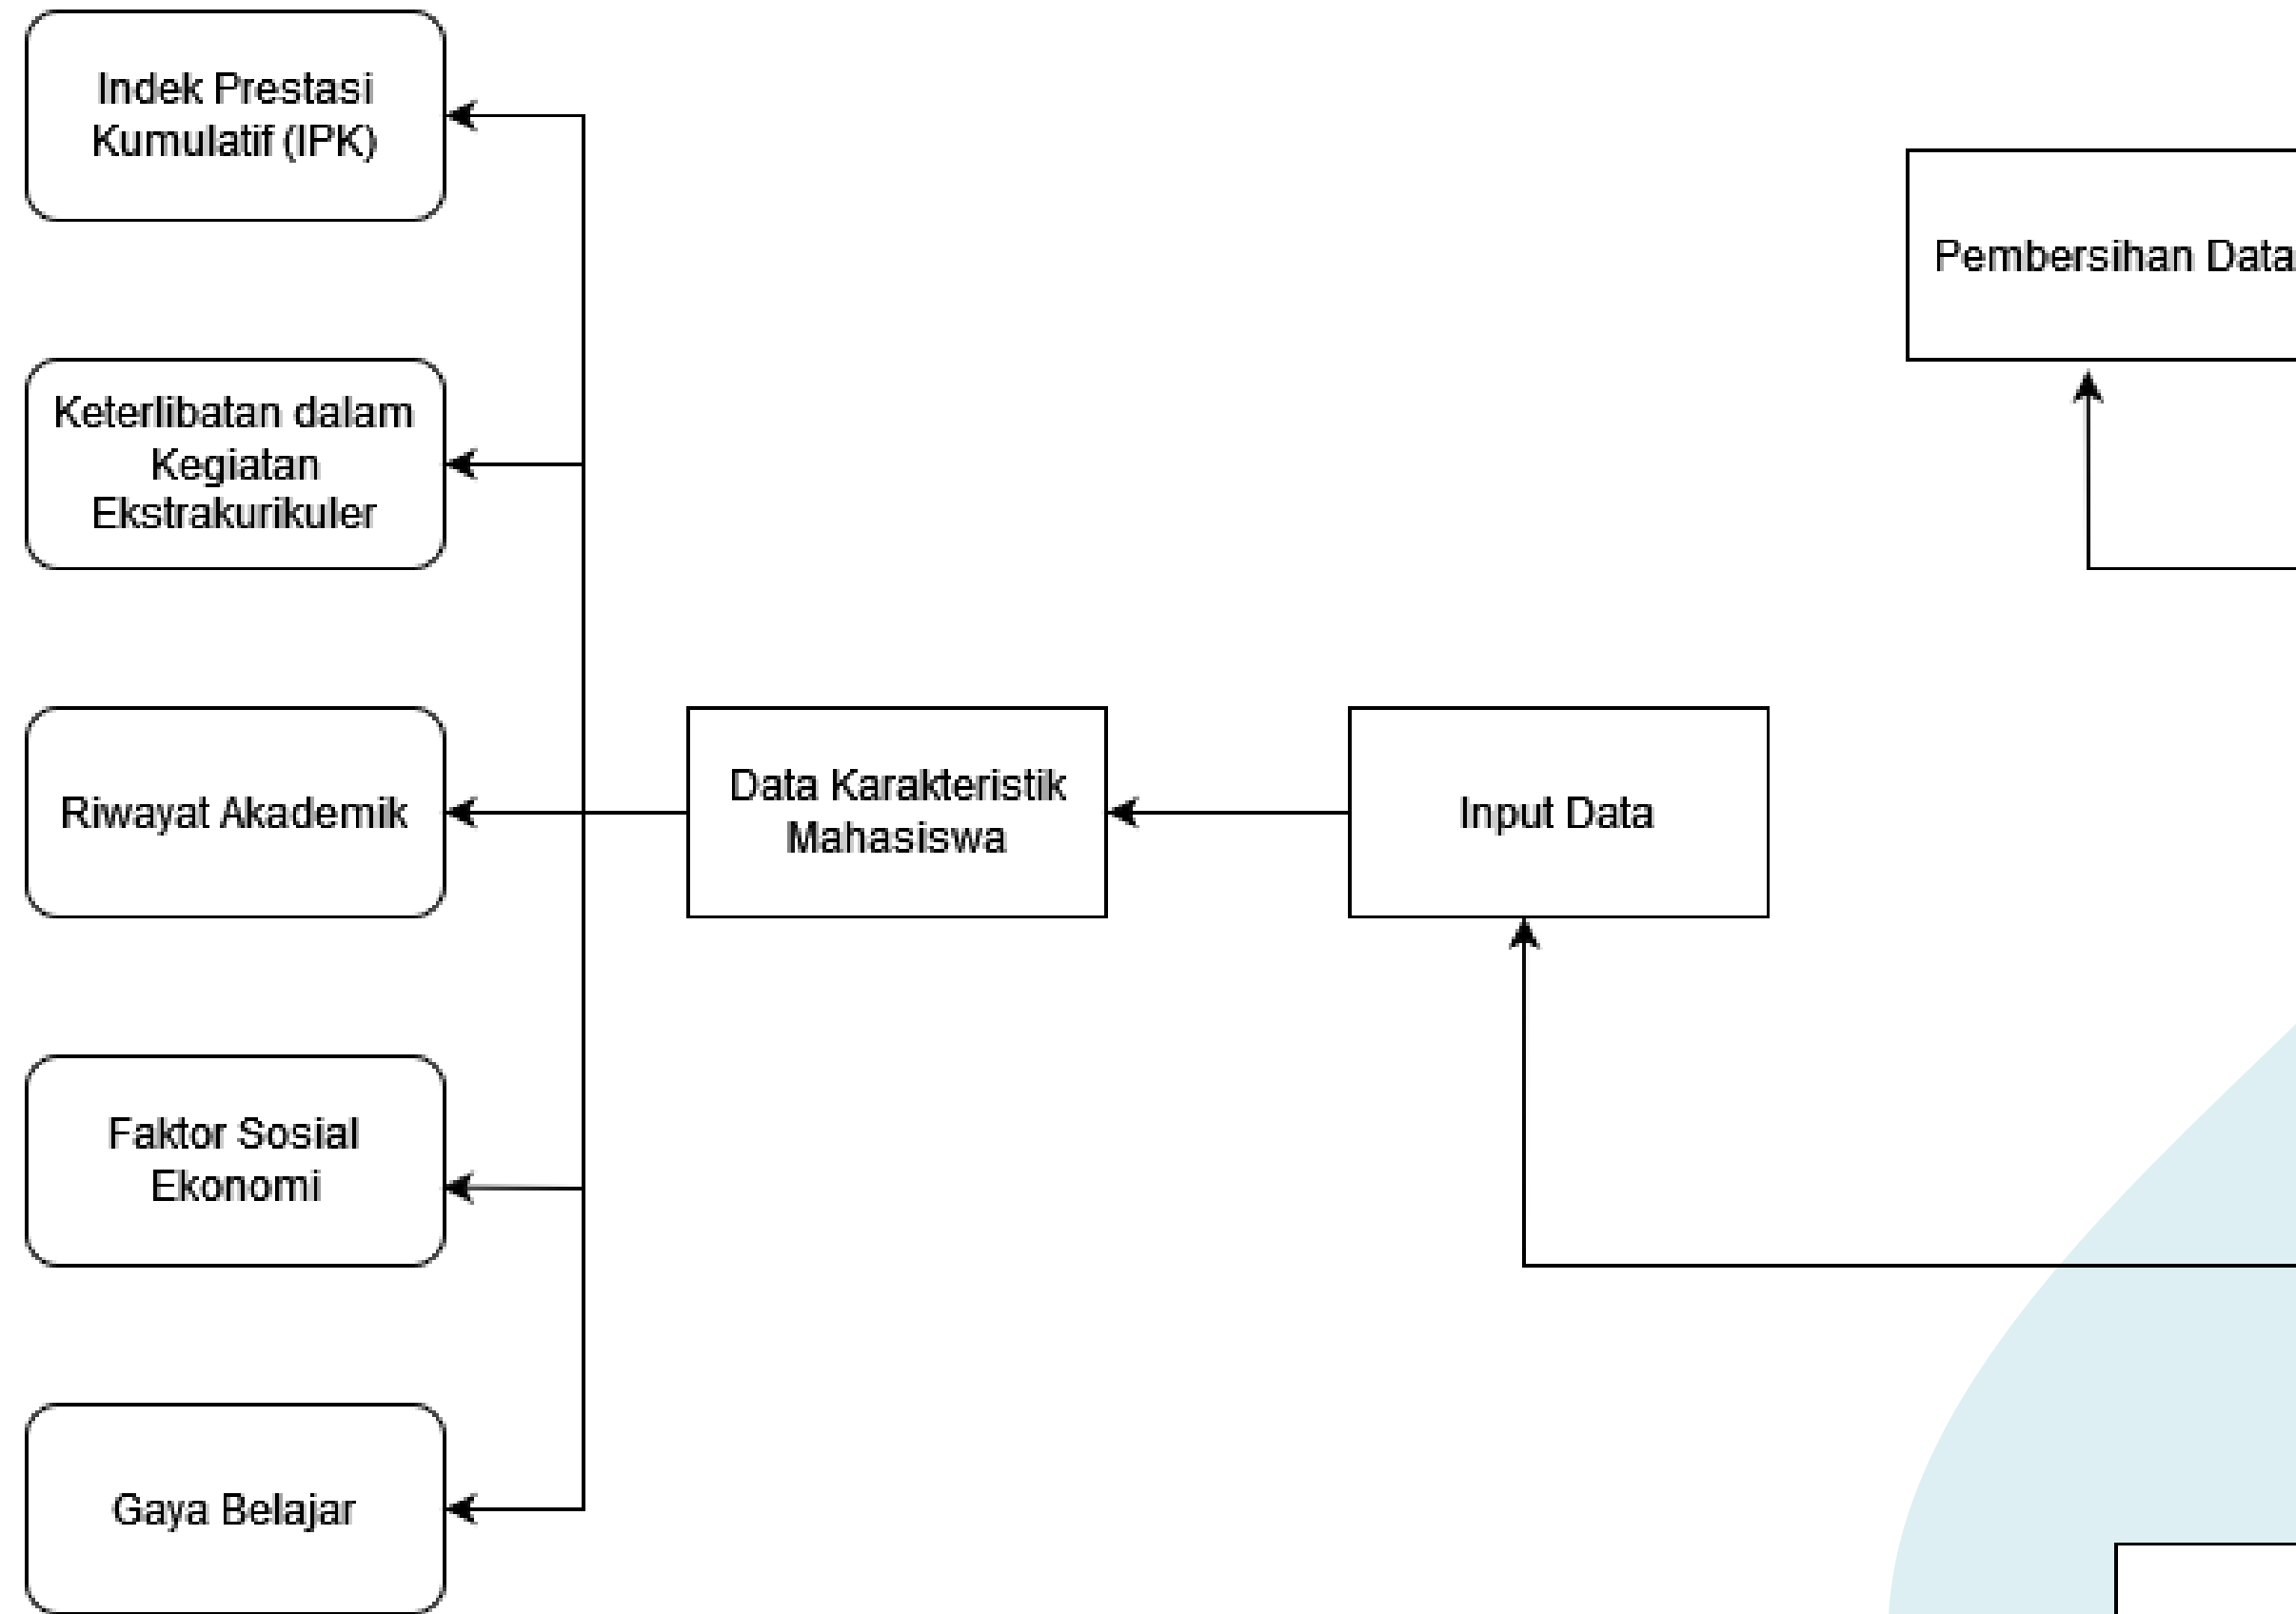 Indek Prestasi
Kumulatif (IPK)
Pembersihan Data
Keterlibatan dalam
Kegiatan
Ekstrakurikuler
Riwayat Akademik
Data Karakteristik
Mahasiswa
Input Data
Faktor Sosial
Ekonomi
Gaya Belajar